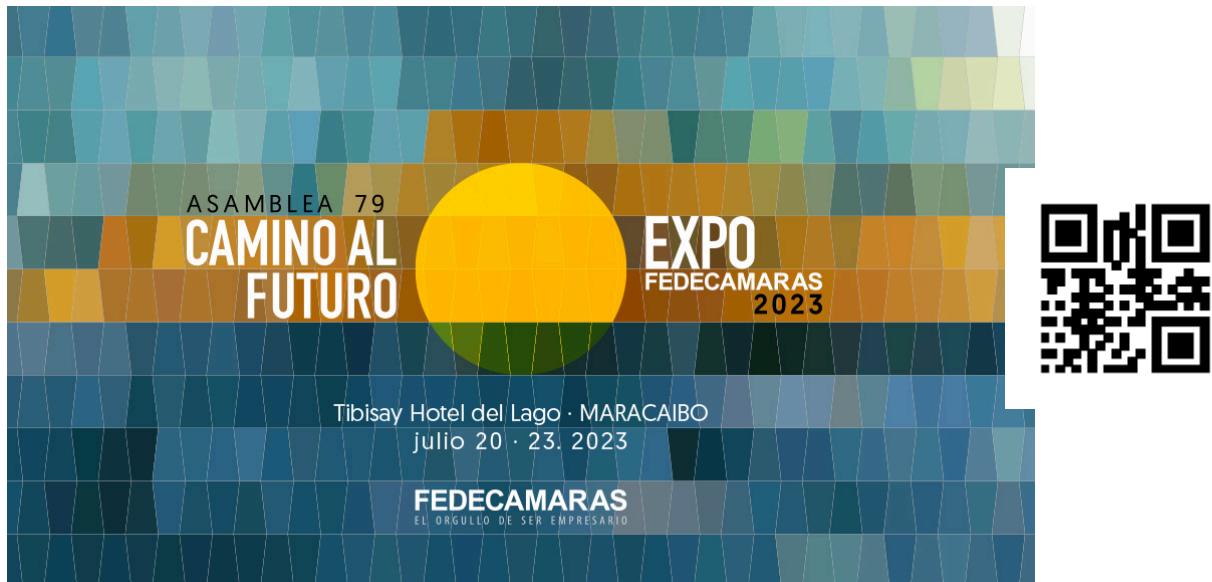 ASAMBLEA 79
CAMINO AL
FUTURO
EXPO
FEDECAMARAS
2023
Tibisay Hotel del Lago · MARACAIBO
julio 20 · 23. 2023
FEDECAMARAS
EL ORGULLO DE SER EMPRESARIO